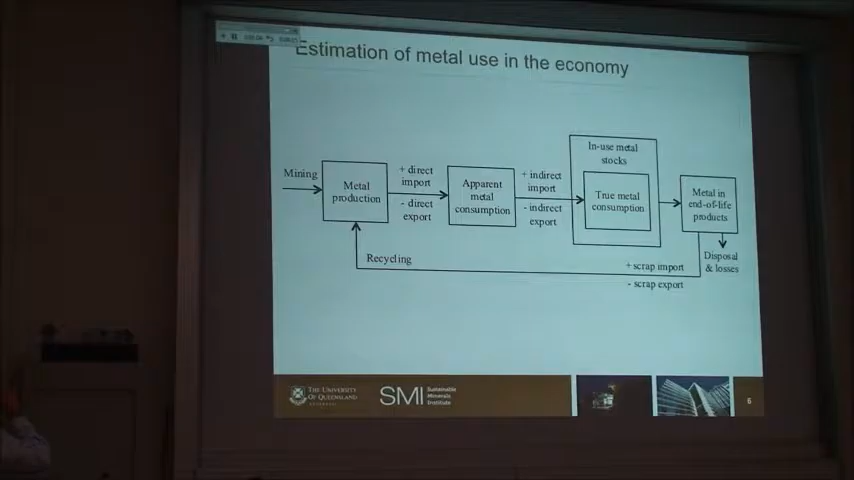 Estimation of metal use in the economy
Mining
Metal
production
+ direct
import
- direct
export
Apparent
metal
consumption
+ indirect
import
- indirect
export
In-use metal
stocks
True metal
consumption
Metal in
end-of-life
products
Disposal
& losses
Recycling
+ scrap import
- scrap export
THE UNIVERSITY
OF QUEENSLAND
SMI
Sustainable
Minerals
Institute
6